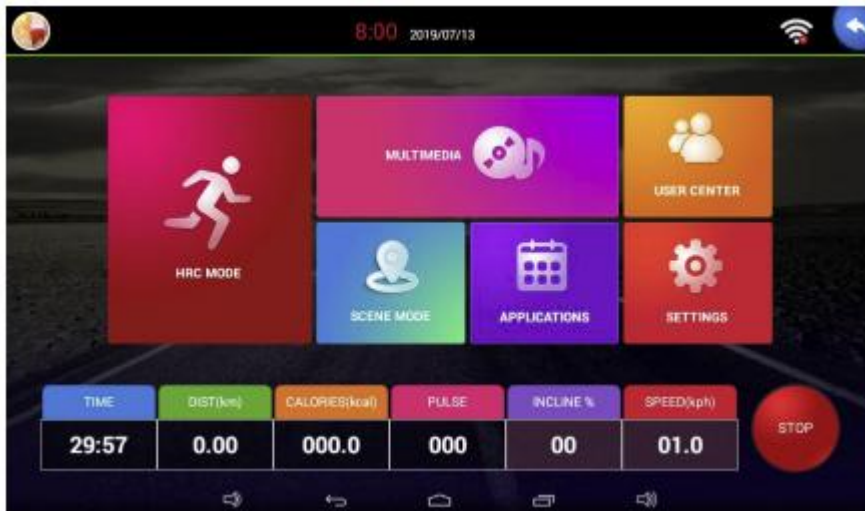 8:00 2019/07/13
MULTIMEDIA
USER CENTER
HRC MODE
SCENE MODE
APPLICATIONS
SETTINGS
TIME DIST(km) CALORIES(kcal) PULSE INCLINE % SPEED(kph)
STOP
29:57 0.00 000.0 000 00 01.0